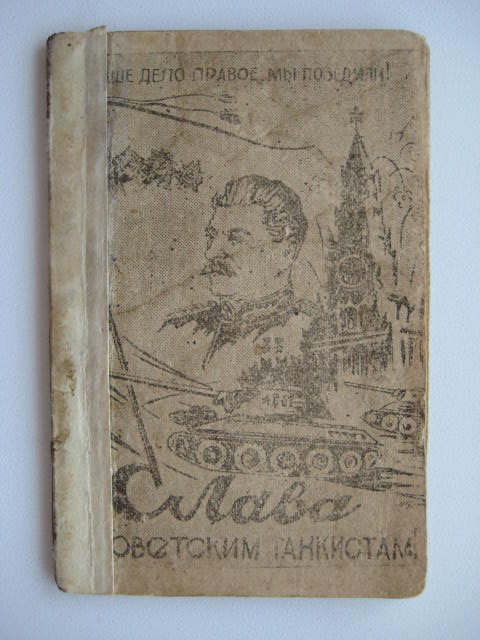 ШЕ ДЕЛО ПРАВОЕ, МЫ ПОБЕДИЛИ!
Слава
ОВЕТСКИМ ТАНКИСТАМ!